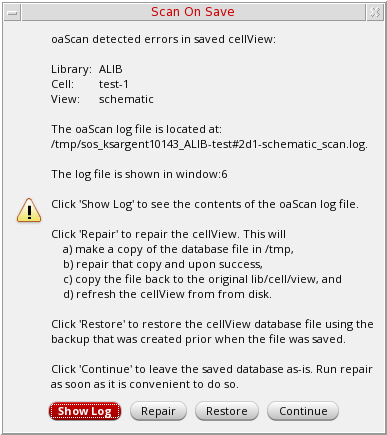 Scan On Save
oaScan detected errors in saved cellView:
Library: ALIB
Cell: test-1
View: schematic
The oaScan log file is located at:
/tmp/sos_ksargent10143_ALIB-test#2d1-schematic_scan.log.
The log file is shown in window:6
Click 'Show Log' to see the contents of the oaScan log file.
Click 'Repair' to repair the cellView. This will
a) make a copy of the database file in /tmp,
b) repair that copy and upon success,
c) copy the file back to the original lib/cell/view, and
d) refresh the cellView from from disk.
Click 'Restore' to restore the cellView database file using the
backup that was created prior when the file was saved.
Click 'Continue' to leave the saved database as-is. Run repair
as soon as it is convenient to do so.
Show Log Repair Restore Continue